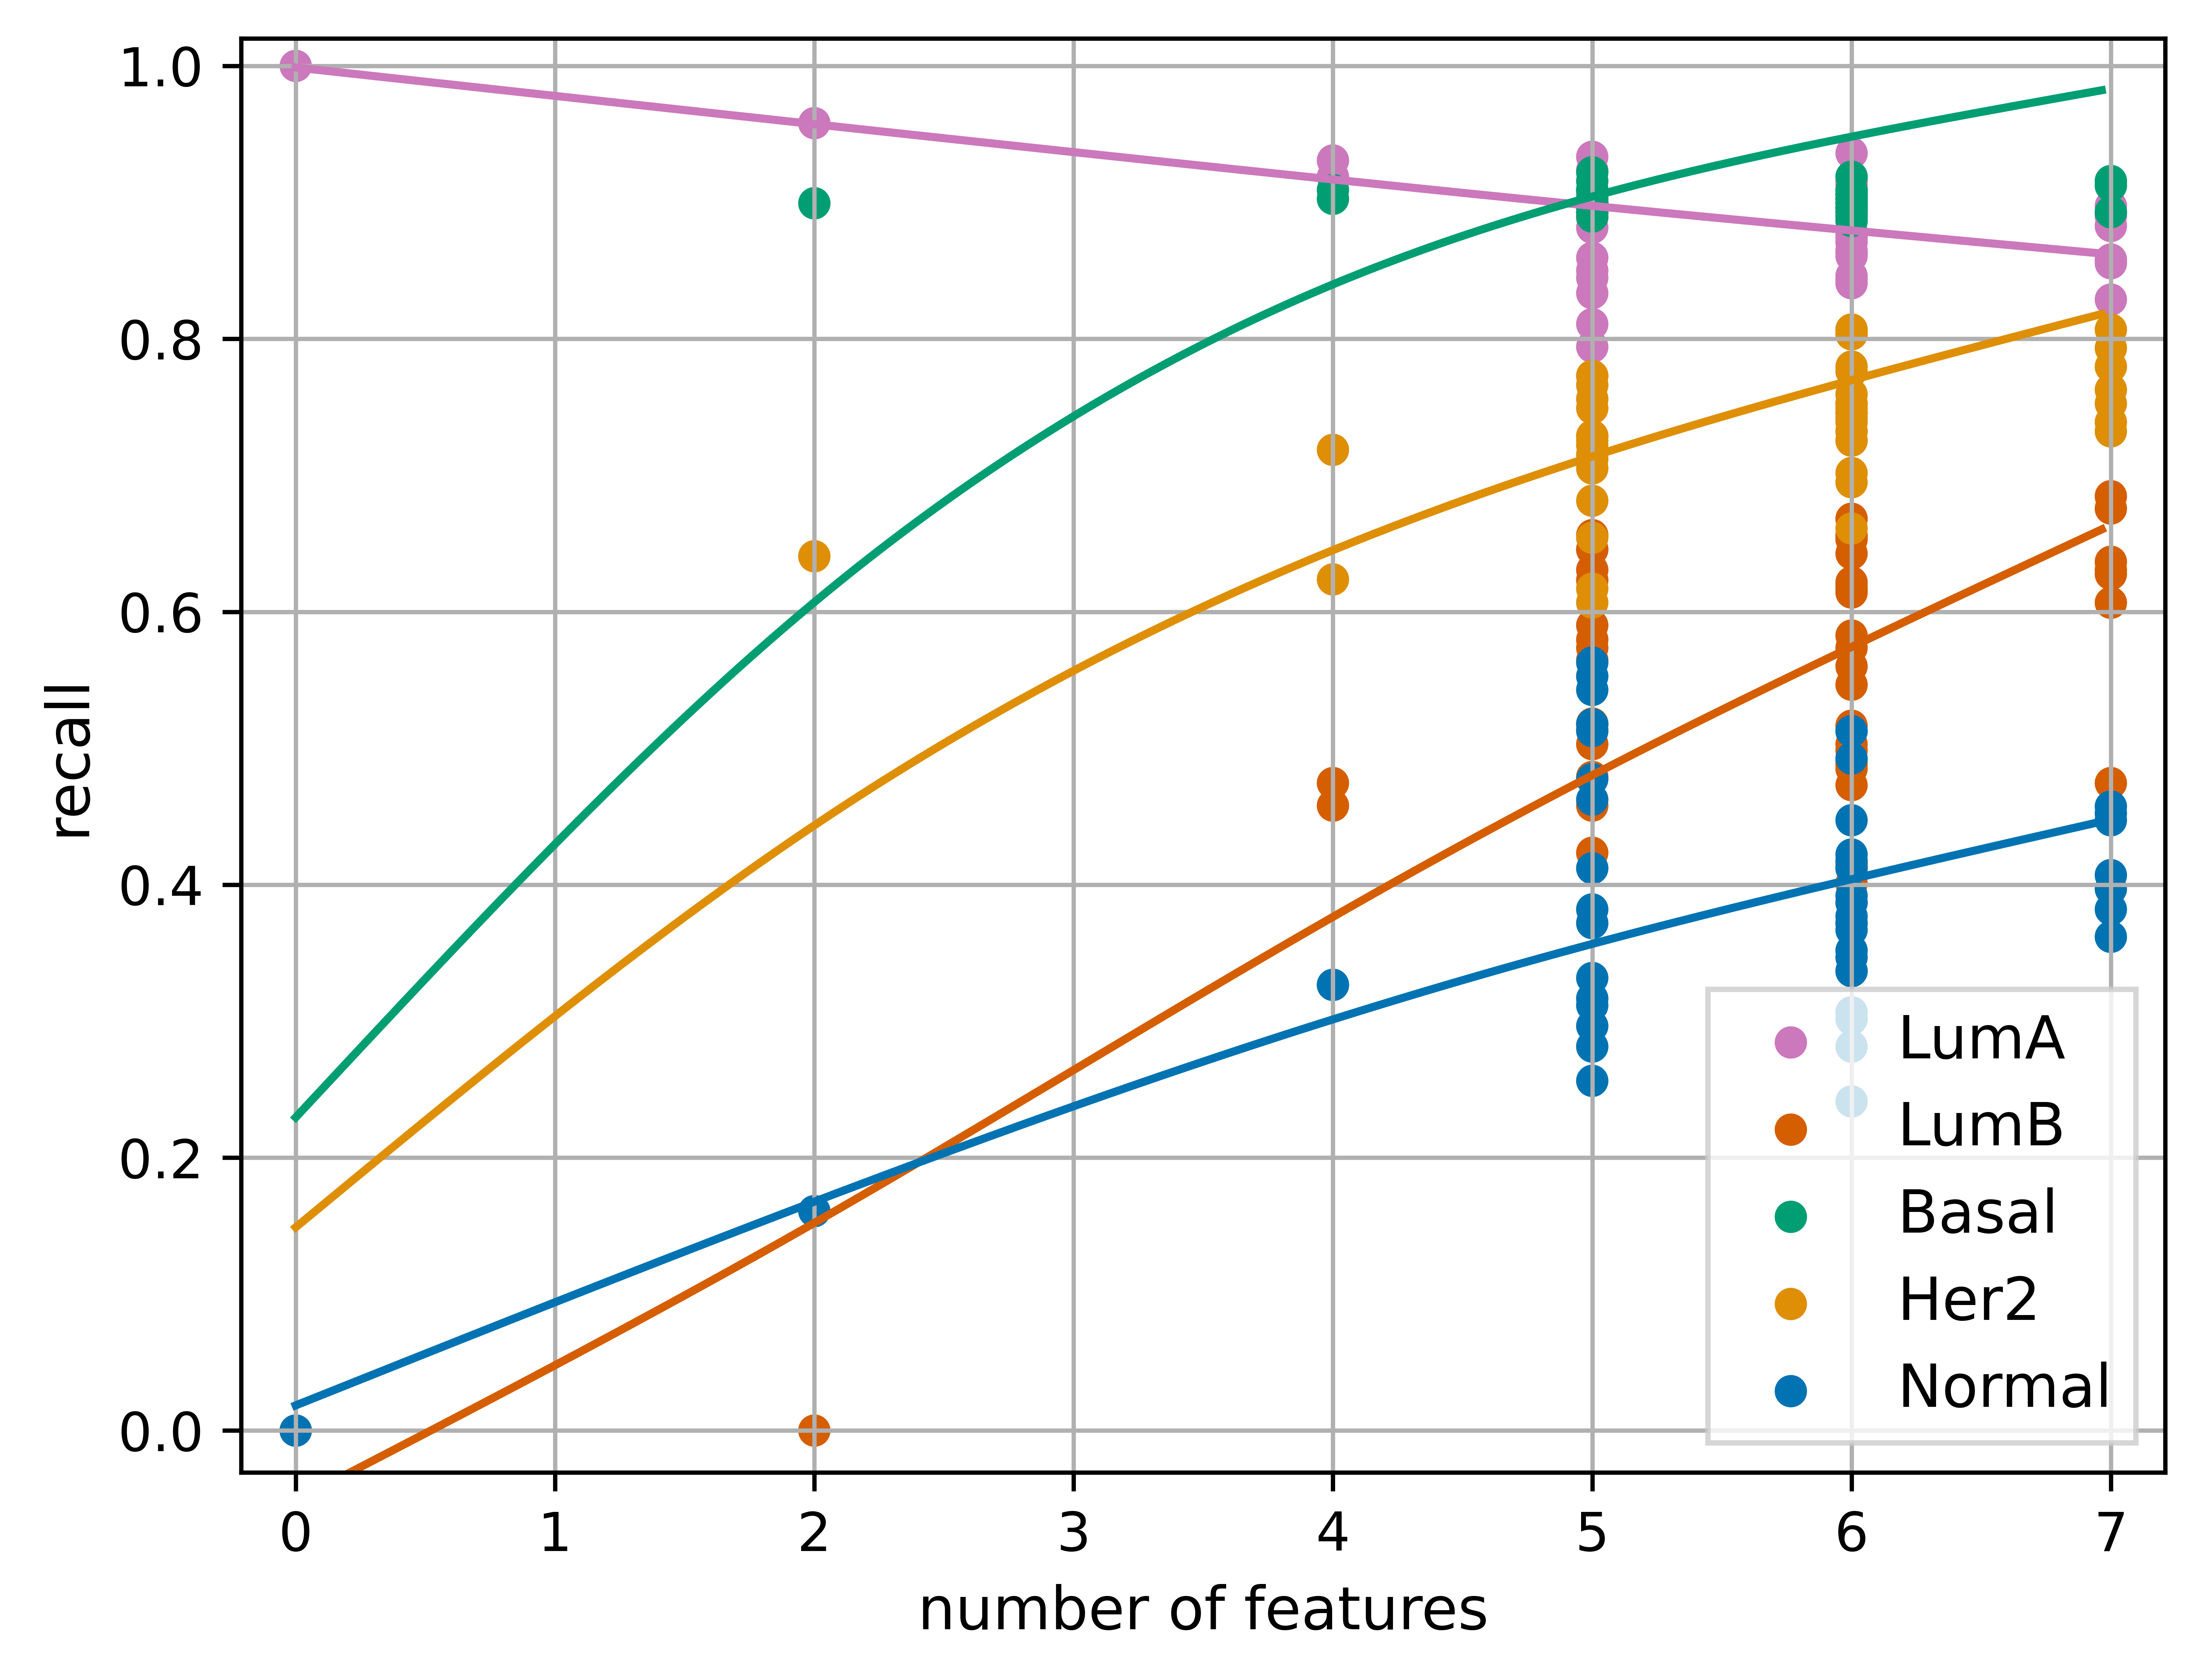 1.0
0.8
0.6
0.4
0.2
0.0
recall
0 1 2 3 4 5 6 7
number of features
LumA
LumB
Basal
Her2
Normal